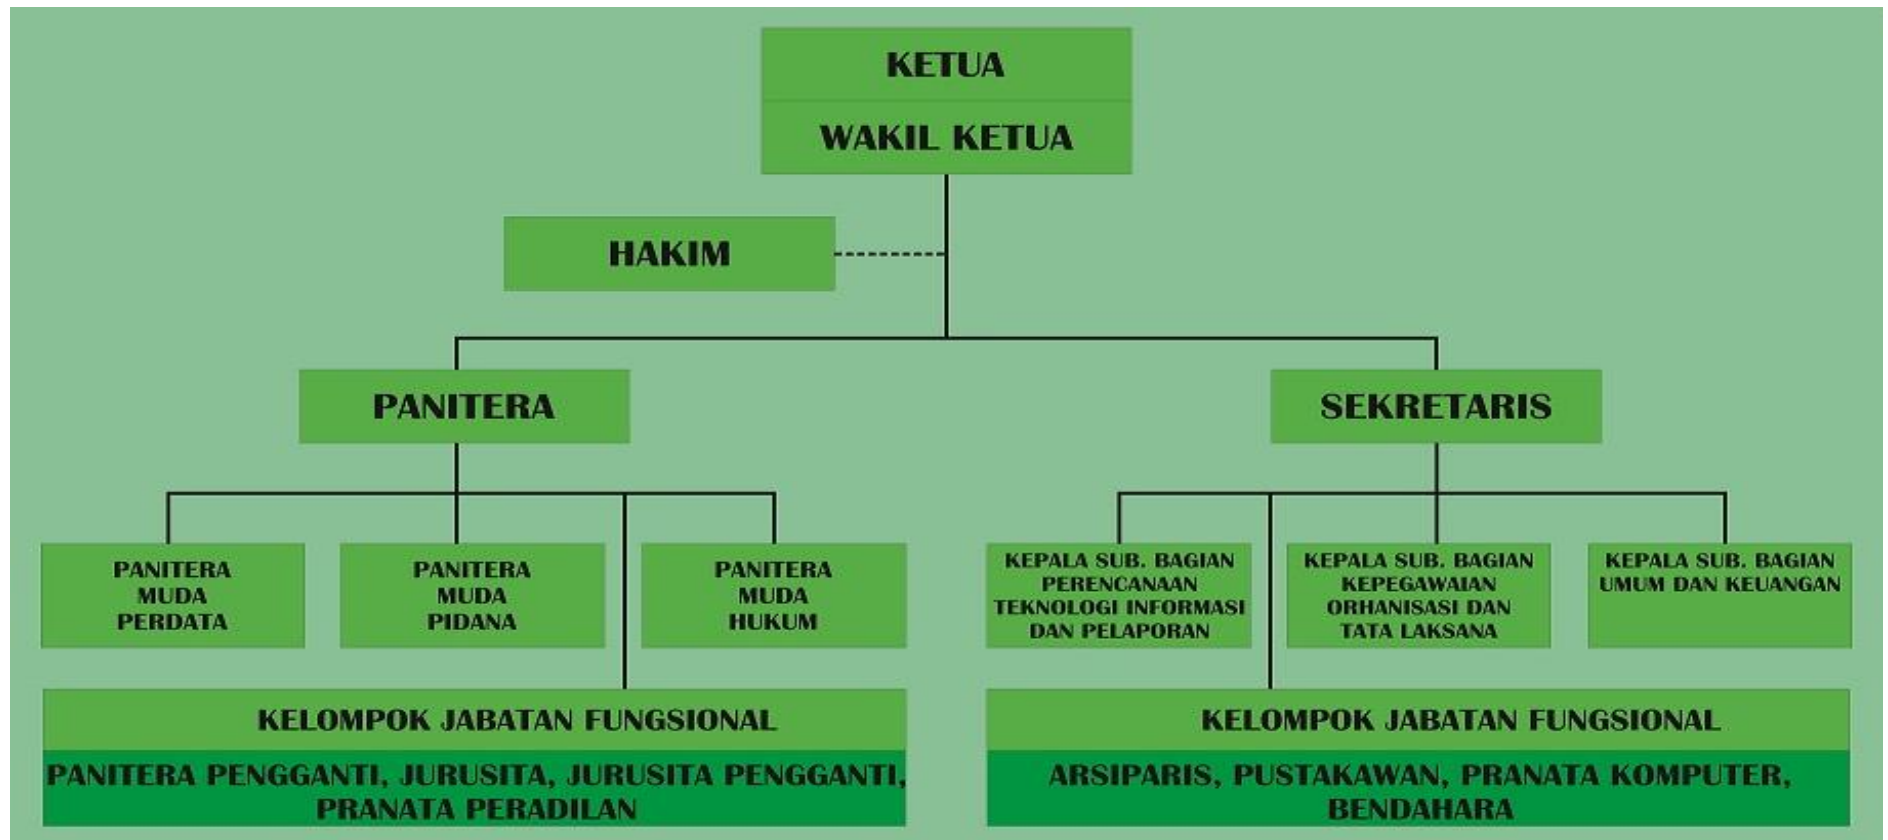 KETUA
WAKIL KETUA
HAKIM
PANITERA
SEKRETARIS
PANITERA
MUDA
PERDATA
PANITERA
MUDA
PIDANA
PANITERA
MUDA
HUKUM
KEPALA SUB. BAGIAN
PERENCANAAN
TEKNOLOGI INFORMASI
DAN PELAPORAN
KEPALA SUB. BAGIAN
KEPEGAWAIAN
ORHANISASI DAN
TATA LAKSANA
KEPALA SUB. BAGIAN
UMUM DAN KEUANGAN
KELOMPOK JABATAN FUNGSIONAL
PANITERA PENGGANTI, JURUSITA, JURUSITA PENGGANTI,
PRANATA PERADILAN
KELOMPOK JABATAN FUNGSIONAL
ARSIPARIS, PUSTAKAWAN, PRANATA KOMPUTER,
BENDAHARA